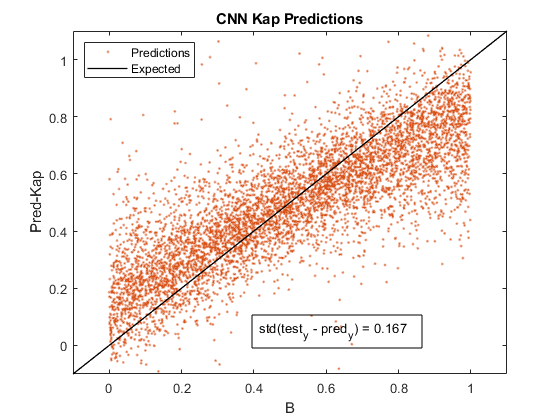 CNN Kap Predictions
Predictions
Expected
1
0.8
0.6
0.4
0.2
0
Pred-Kap
std(test_y - pred_y) = 0.167
0 0.2 0.4 0.6 0.8 1
B